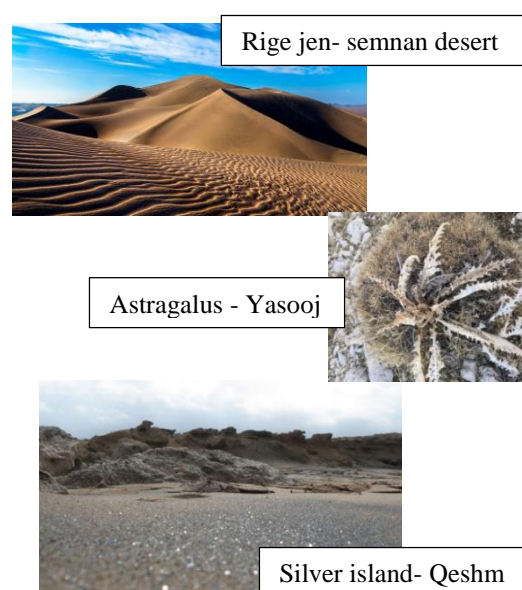 Rige jen- semnan desert
Astragalus - Yasooj
Silver island- Qeshm